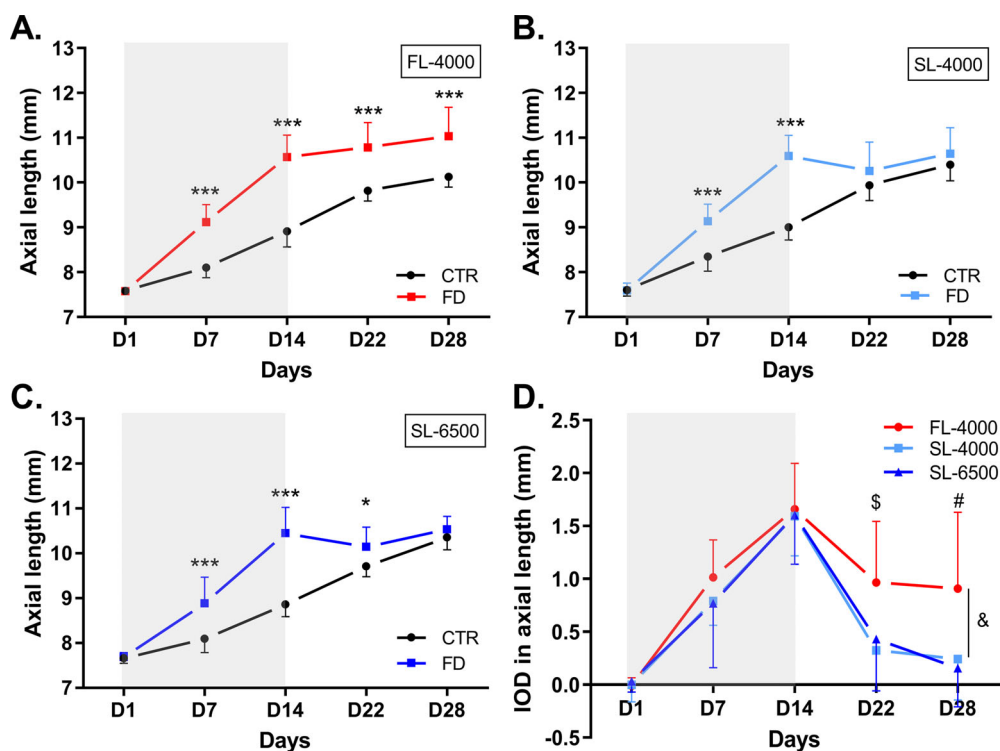 A.
FL-4000
Axial length (mm)
13
12
11
10
9
8
7
***
***
***
***
CTR
FD
D1 D7 D14 D22 D28
Days
B.
SL-4000
Axial length (mm)
13
12
11
10
9
8
7
***
***
CTR
FD
D1 D7 D14 D22 D28
Days
C.
SL-6500
Axial length (mm)
13
12
11
10
9
8
7
***
***
*
CTR
FD
D1 D7 D14 D22 D28
Days
D.
FL-4000
SL-4000
SL-6500
IOD in axial length (mm)
2.5
2.0
1.5
1.0
0.5
0.0
-0.5
$
#
&
D1 D7 D14 D22 D28
Days